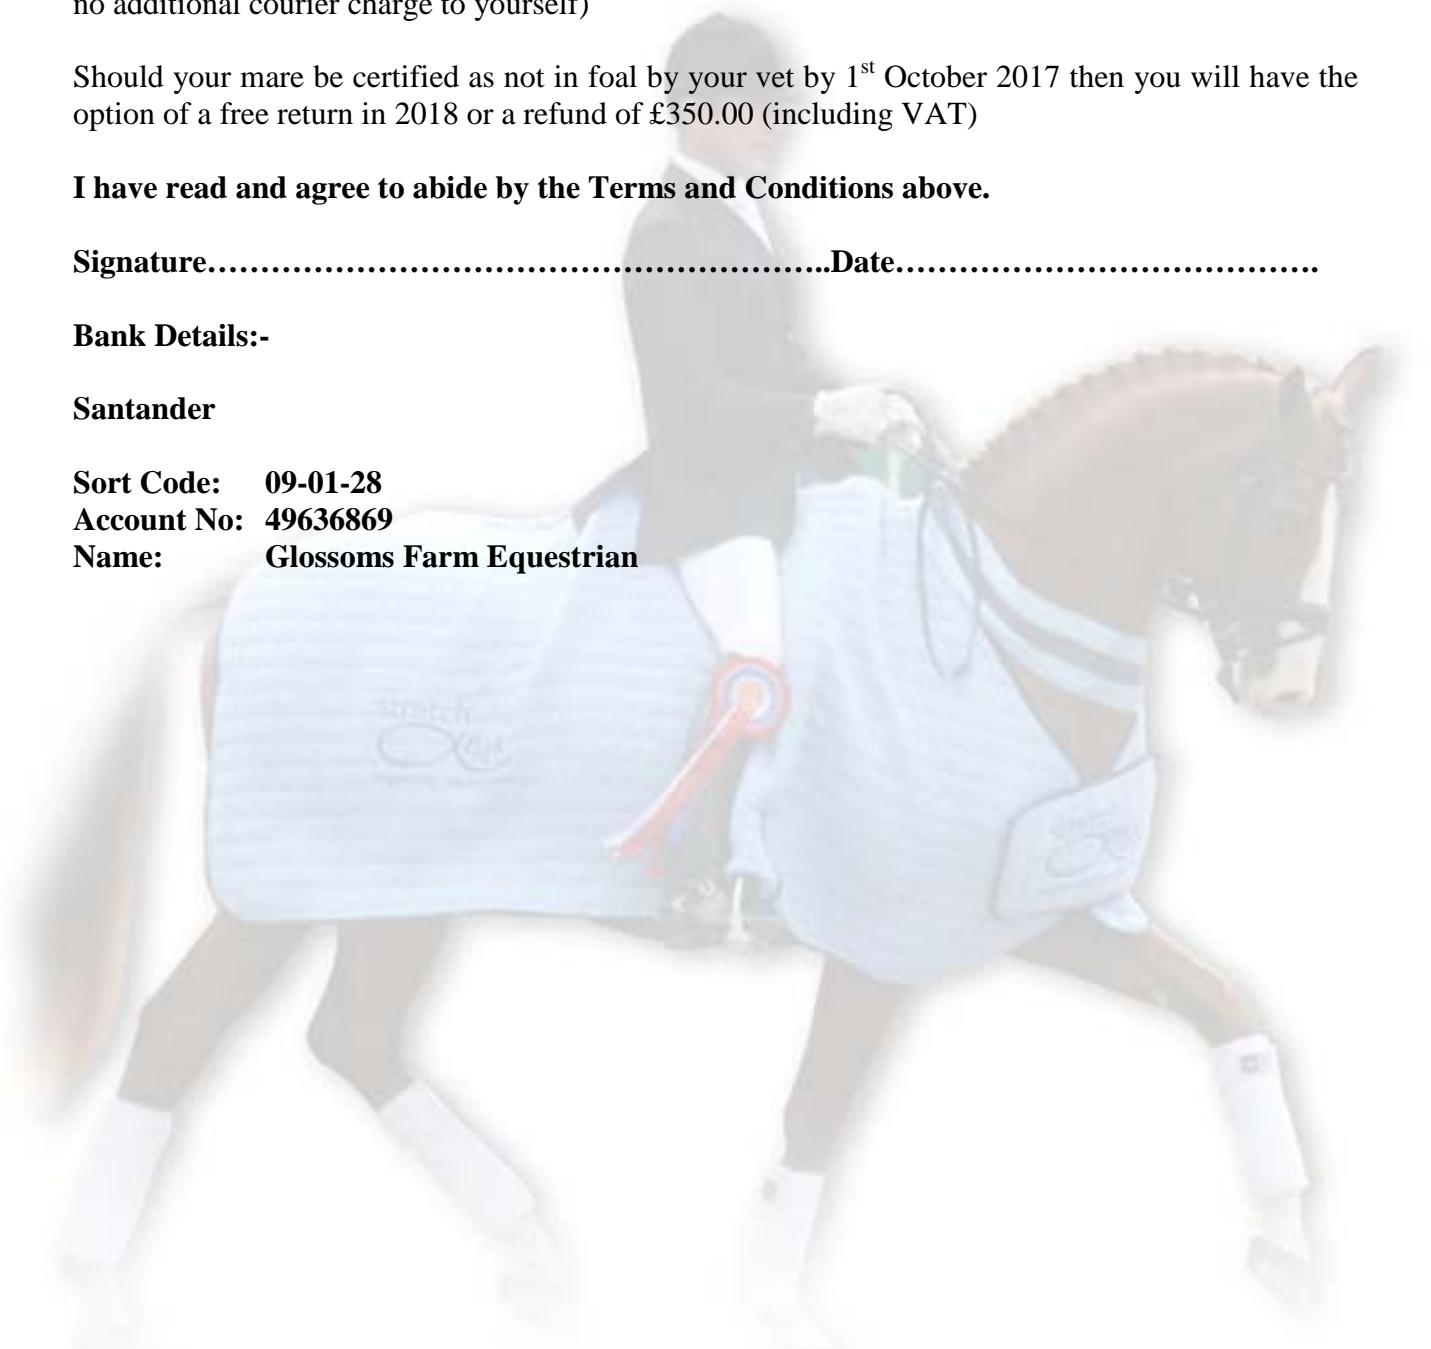 no additional courier charge to yourself)
Should your mare be certified as not in foal by your vet by 1st October 2017 then you will have the
option of a free return in 2018 or a refund of £350.00 (including VAT)
I have read and agree to abide by the Terms and Conditions above.
Signature…………………………………………………..Date………………………………….
Bank Details:-
Santander
Sort Code: 09-01-28
Account No: 49636869
Name: Glossoms Farm Equestrian
stretch